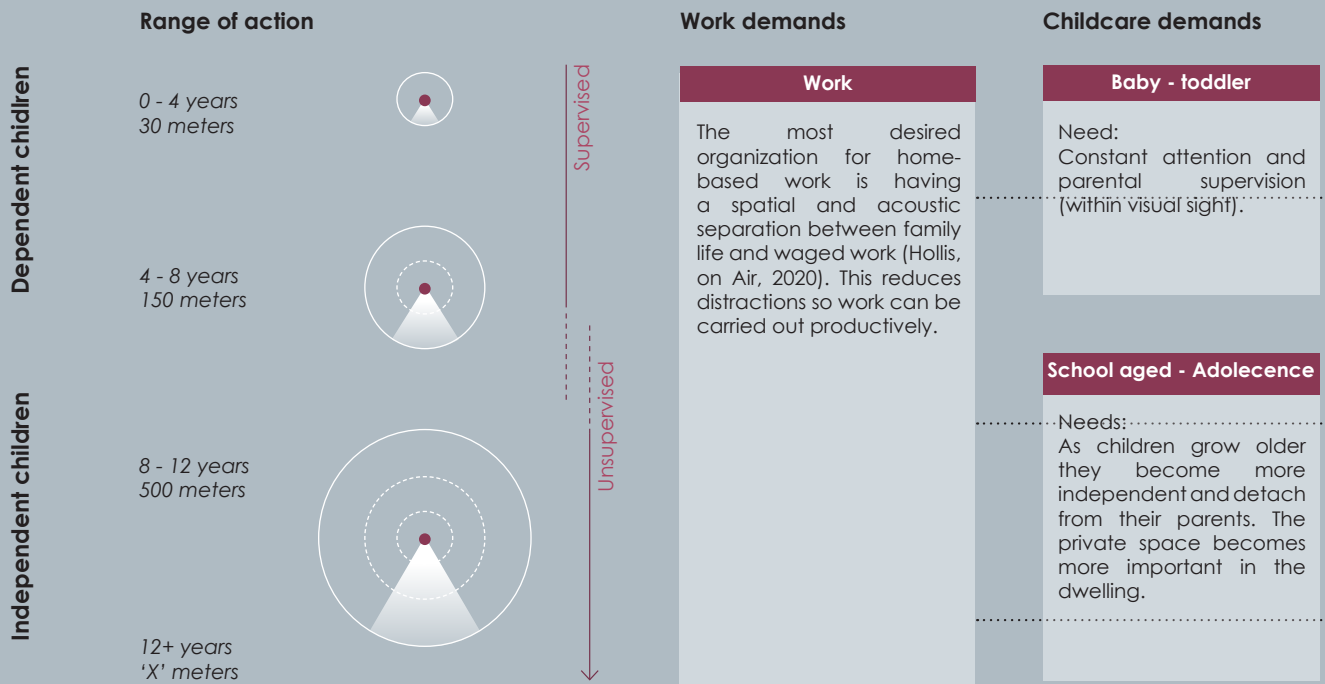 Range of action
Work demands
Childcare demands
Dependent chidlren
Independent children
0 - 4 years
30 meters
4 - 8 years
150 meters
8 - 12 years
500 meters
12+ years
‘X’ meters
Supervised
Unsupervised
Work
The most desired
organization for home-
based work is having
a spatial and acoustic
separation between family
life and waged work (Hollis,
on Air, 2020). This reduces
distractions so work can be
carried out productively.
Baby - toddler
Need:
Constant attention and
parental supervision
(within visual sight).
School aged - Adolecence
Needs:
As children grow older
they become more
independent and detach
from their parents. The
private space becomes
more important in the
dwelling.